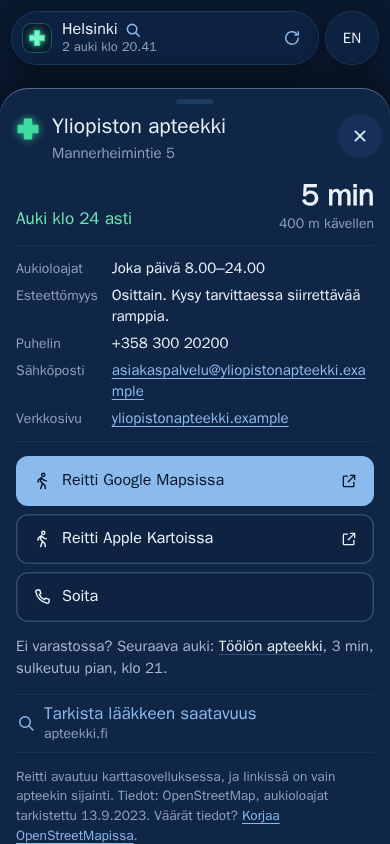 Helsinki
2 auki klo 20.41
EN
Yliopiston apteekki
Mannerheimintie 5
5 min
Auki klo 24 asti
400 m kävellen
Aukioloajat Joka päivä 8.00–24.00
Esteettömyys Osittain. Kysy tarvittaessa siirrettävää
ramppia.
Puhelin +358 300 20200
Sähköposti asiakaspalvelu@yliopistonapteekki.exa
mple
Verkkosivu yliopistonapteekki.example
Reitti Google Mapsissa
Reitti Apple Kartoissa
Soita
Ei varastossa? Seuraava auki: Töölön apteekki, 3 min,
sulkeutuu pian, klo 21.
Tarkista lääkkeen saatavuus
apteekki.fi
Reitti avautuu karttasovelluksessa, ja linkissä on vain
apteekin sijainti. Tiedot: OpenStreetMap, aukioloajat
tarkistettu 13.9.2023. Väärät tiedot? Korjaa
OpenStreetMapissa.